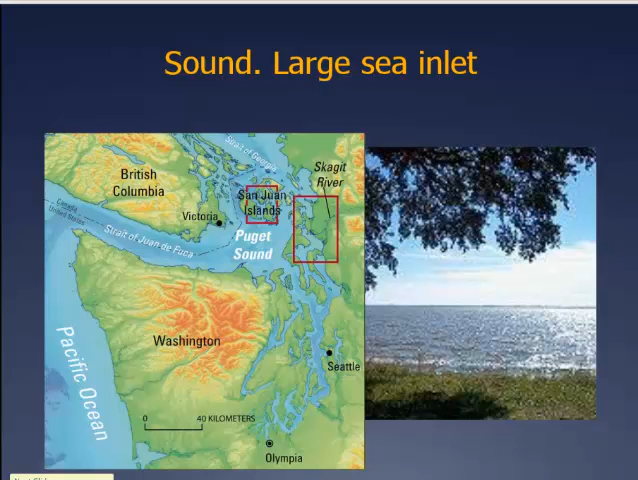 Sound. Large sea inlet
Strait of Georgia
British
Columbia
Skagit
River
San Juan
Islands
Victoria
Canada
United States
Strait of Juan de Fuca
Puget
Sound
Pacific Ocean
Washington
Seattle
0
40 KILOMETERS
Olympia